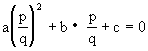 a(p/q)² + b • p/q + c = 0